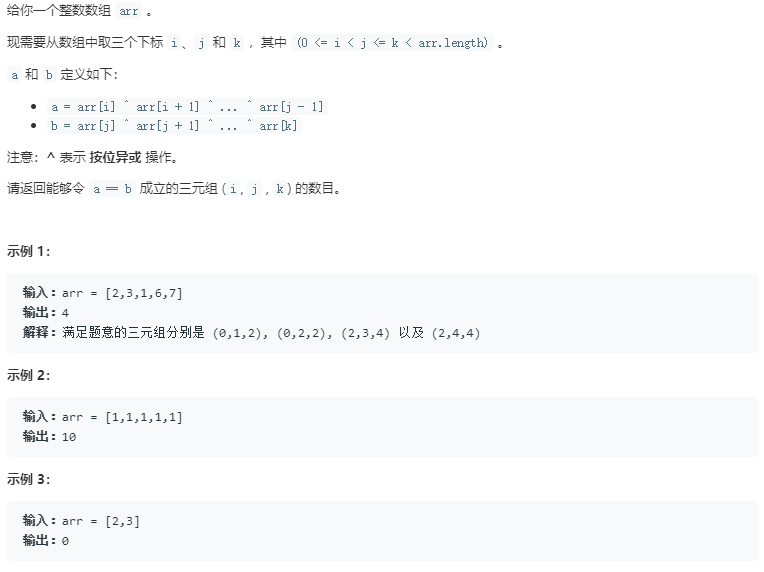 给你一个整数数组 arr 。
现需要从数组中取三个下标 i、j 和 k ，其中 (0 <= i < j <= k < arr.length) 。
a 和 b 定义如下：
• a = arr[i] ^ arr[i + 1] ^ ... ^ arr[j - 1]
• b = arr[j] ^ arr[j + 1] ^ ... ^ arr[k]
注意：^ 表示 按位异或 操作。
请返回能够令 a == b 成立的三元组 (i, j , k) 的数目。
示例 1：
输入：arr = [2,3,1,6,7]
输出：4
解释：满足题意的三元组分别是 (0,1,2), (0,2,2), (2,3,4) 以及 (2,4,4)
示例 2：
输入：arr = [1,1,1,1,1]
输出：10
示例 3：
输入：arr = [2,3]
输出：0